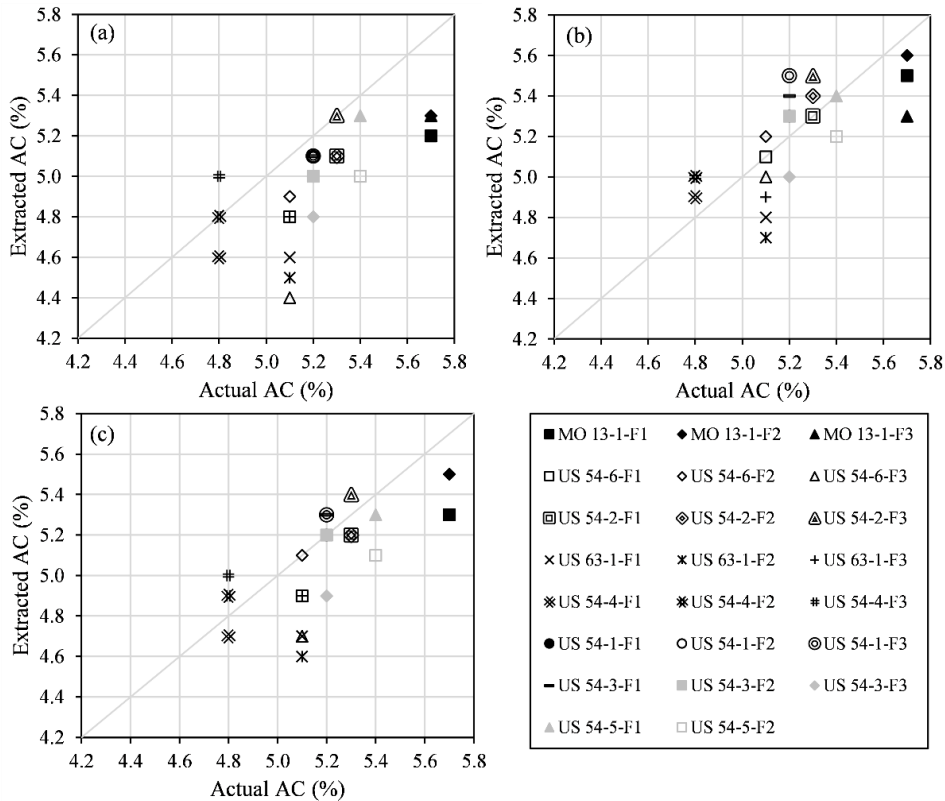 (a)
Extracted AC (%)
5.8
5.6
5.4
5.2
5.0
4.8
4.6
4.4
4.2
4.2 4.4 4.6 4.8 5.0 5.2 5.4 5.6 5.8
Actual AC (%)
(b)
Extracted AC (%)
5.8
5.6
5.4
5.2
5.0
4.8
4.6
4.4
4.2
4.2 4.4 4.6 4.8 5.0 5.2 5.4 5.6 5.8
Actual AC (%)
(c)
Extracted AC (%)
5.8
5.6
5.4
5.2
5.0
4.8
4.6
4.4
4.2
4.2 4.4 4.6 4.8 5.0 5.2 5.4 5.6 5.8
Actual AC (%)
MO 13-1-F1 MO 13-1-F2 MO 13-1-F3
US 54-6-F1 US 54-6-F2 US 54-6-F3
US 54-2-F1 US 54-2-F2 US 54-2-F3
US 63-1-F1 US 63-1-F2 US 63-1-F3
US 54-4-F1 US 54-4-F2 US 54-4-F3
US 54-1-F1 US 54-1-F2 US 54-1-F3
US 54-3-F1 US 54-3-F2 US 54-3-F3
US 54-5-F1 US 54-5-F2